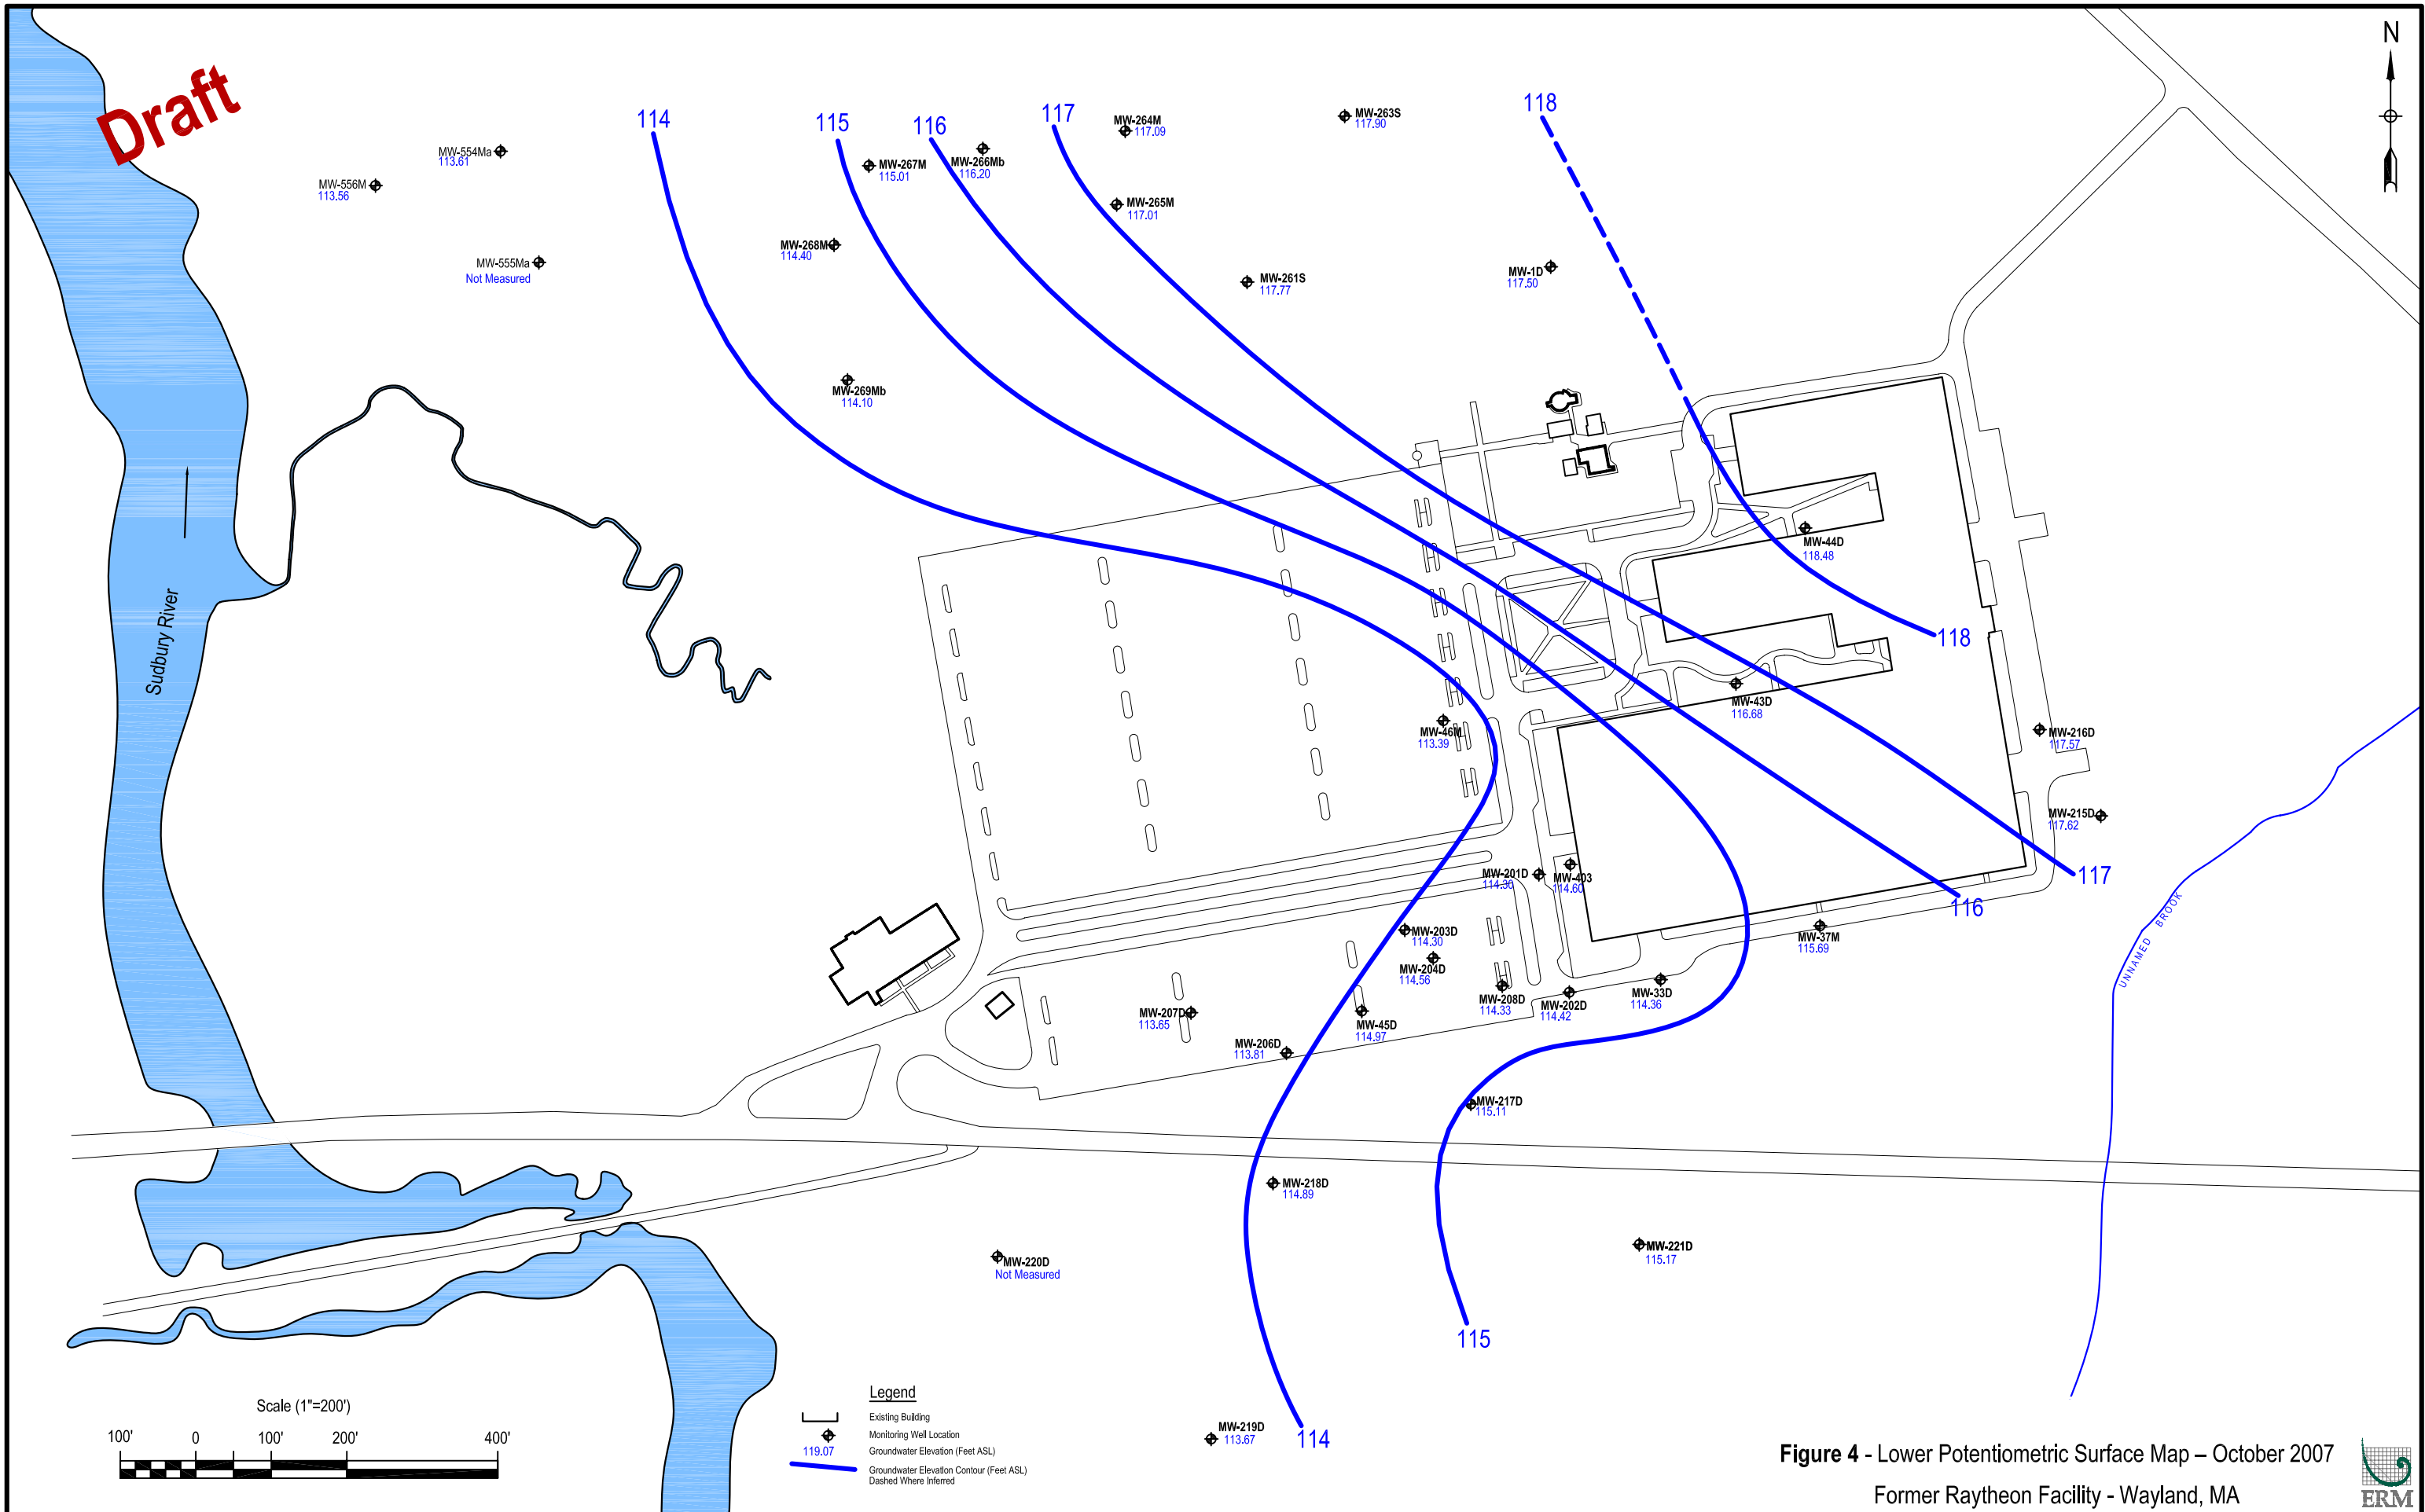 Draft
N
114
115
116
117
118
MW-264M
117.09
MW-263S
117.90
MW-554Ma
113.61
MW-556M
113.56
MW-267M
115.01
MW-266Mb
116.20
MW-265M
117.01
MW-268M
114.40
MW-555Ma
Not Measured
MW-261S
117.77
MW-1D
117.50
MW-269Mb
114.10
MW-44D
118.48
118
Sudbury River
MW-43D
116.68
MW-46M
113.39
MW-216D
117.57
MW-215D
117.62
MW-201D
114.30
MW-403
114.60
117
116
UNNAMED BROOK
MW-203D
114.30
MW-37M
115.69
MW-204D
114.56
MW-208D
114.33
MW-202D
114.42
MW-33D
114.36
MW-207D
113.65
MW-45D
114.97
MW-206D
113.81
MW-217D
115.11
MW-218D
114.89
MW-220D
Not Measured
MW-221D
115.17
115
MW-219D
113.67
114
Scale (1"=200')
100' 0 100' 200' 400'
Legend
Existing Building
Monitoring Well Location
119.07 Groundwater Elevation (Feet ASL)
Groundwater Elevation Contour (Feet ASL)
Dashed Where Inferred
Figure 4 - Lower Potentiometric Surface Map – October 2007
Former Raytheon Facility - Wayland, MA
ERM